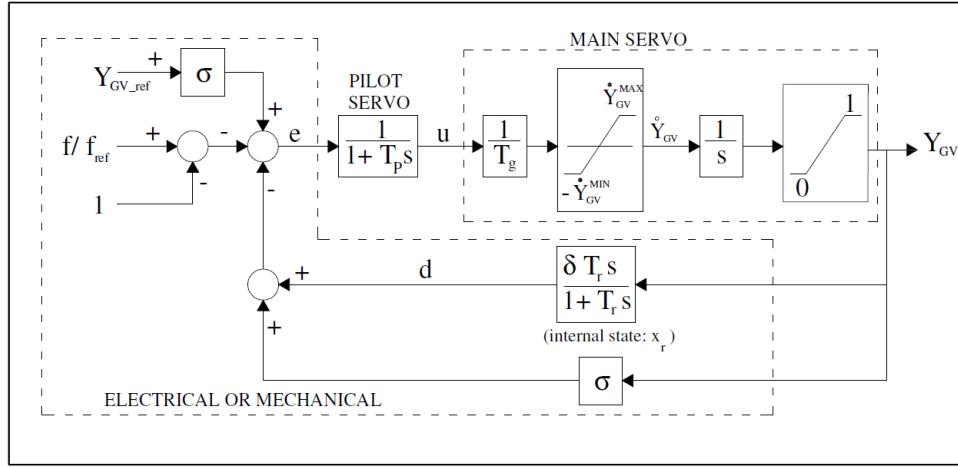 MAIN SERVO
Y_GV_ref
+
σ
PILOT
SERVO
Ẏ_GV^MAX
1
f/ f_ref
+
-
-
+
e
1
1+ T_P s
u
1
T_g
Y̊_GV
1
s
Y_GV
-
-
1
- Ẏ_GV^MIN
0
+
+
d
δ T_r s
1+ T_r s
(internal state: x_r)
σ
ELECTRICAL OR MECHANICAL